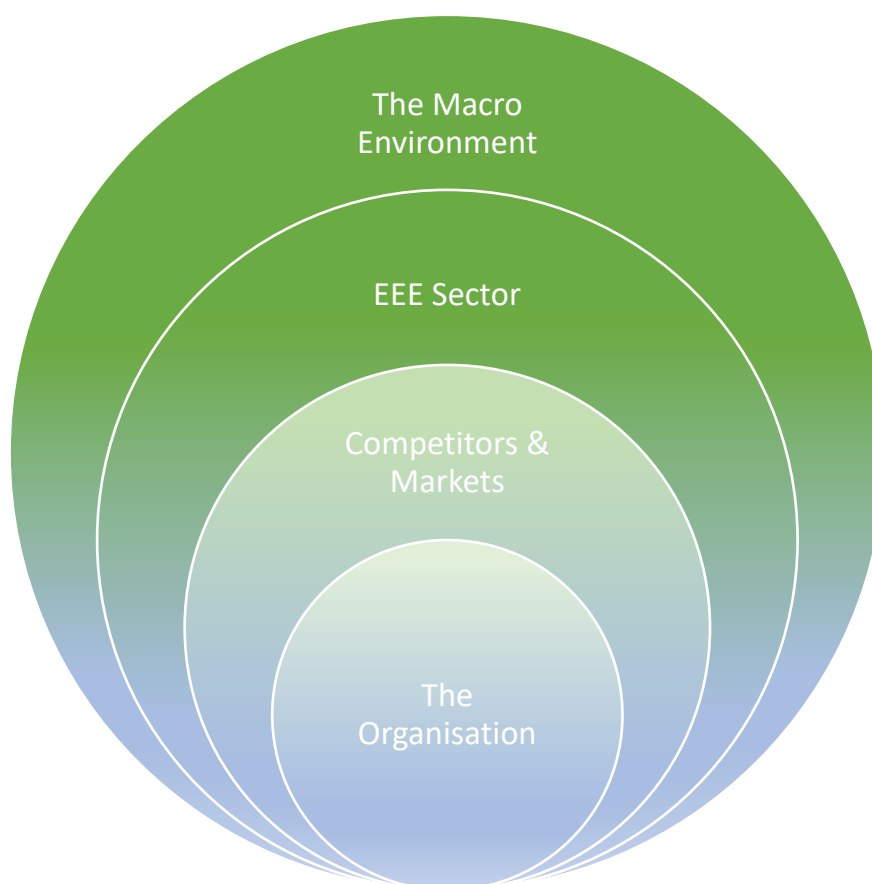 The Macro
Environment
EEE Sector
Competitors &
Markets
The
Organisation